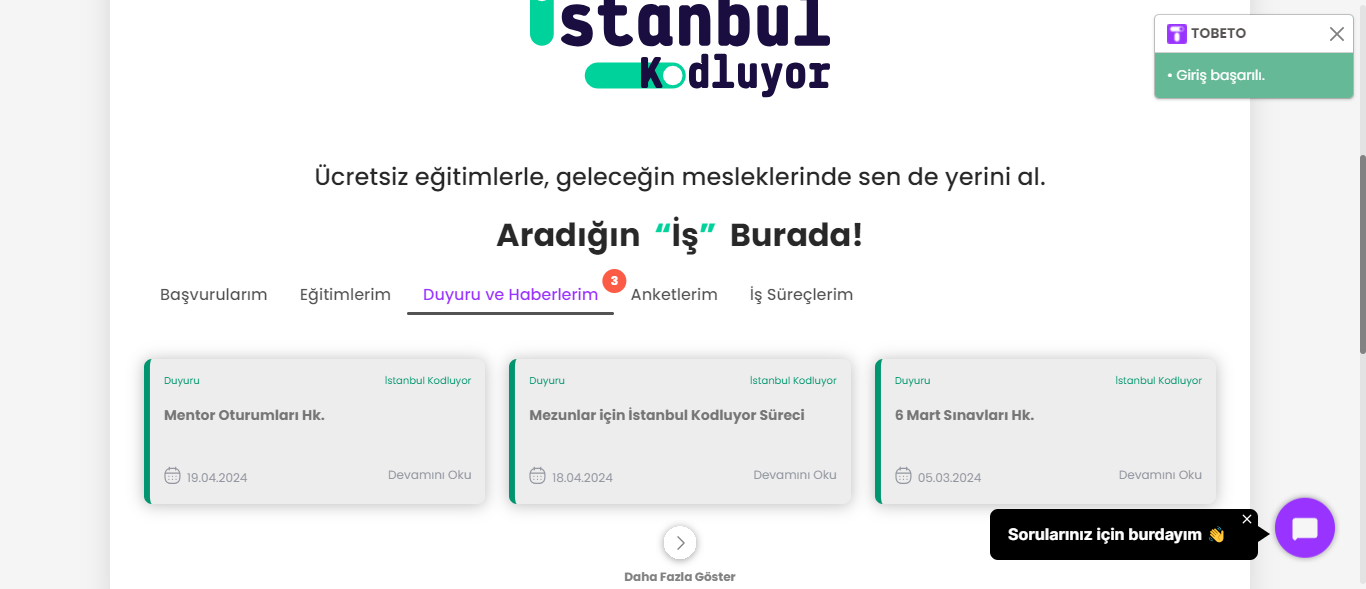 istanbul
Kodluyor
TOBETO
• Giriş başarılı.
Ücretsiz eğitimlerle, geleceğin mesleklerinde sen de yerini al.
Aradığın “İş” Burada!
Başvurularım
Eğitimlerim
Duyuru ve Haberlerim
3
Anketlerim
İş Süreçlerim
Duyuru
İstanbul Kodluyor
Mentor Oturumları Hk.
19.04.2024
Devamını Oku
Duyuru
İstanbul Kodluyor
Mezunlar için İstanbul Kodluyor Süreci
18.04.2024
Devamını Oku
Duyuru
İstanbul Kodluyor
6 Mart Sınavları Hk.
05.03.2024
Devamını Oku
Daha Fazla Göster
Sorularınız için burdayım 👋